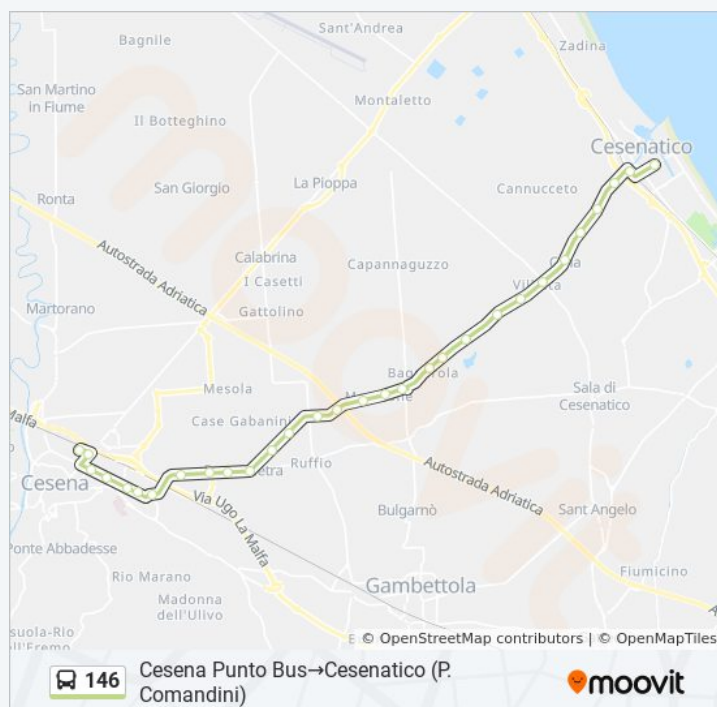 Sant'Andrea
Bagnile
Zadina
San Martino
in Fiume
Montaletto
Il Botteghino
Cesenatico
San Giorgio
La Pioppa
Cannucceto
Ronta
Autostrada Adriatica
Calabrina
Capannaguzzo
I Casetti
Martorano
Gattolino
Mesola
Sala di
Cesenatico
Case Gabanini
Malfa
Ruffio
Cesena
Via Ugo La Malfa
Autostrada Adriatica
Bulgarnò
Sant Angelo
Ponte Abbadesse
Rio Marano
Gambettola
Fiumicino
Madonna
dell'Ulivo
moovit
© OpenStreetMap contributors | © OpenMapTiles
146
Cesena Punto Bus→Cesenatico (P.
Comandini)
moovit